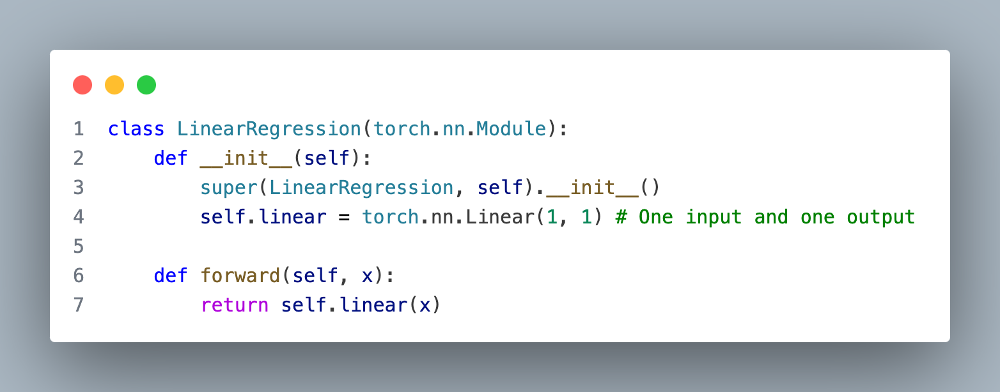 1 class LinearRegression(torch.nn.Module):
2     def __init__(self):
3         super(LinearRegression, self).__init__()
4         self.linear = torch.nn.Linear(1, 1) # One input and one output
5
6     def forward(self, x):
7         return self.linear(x)